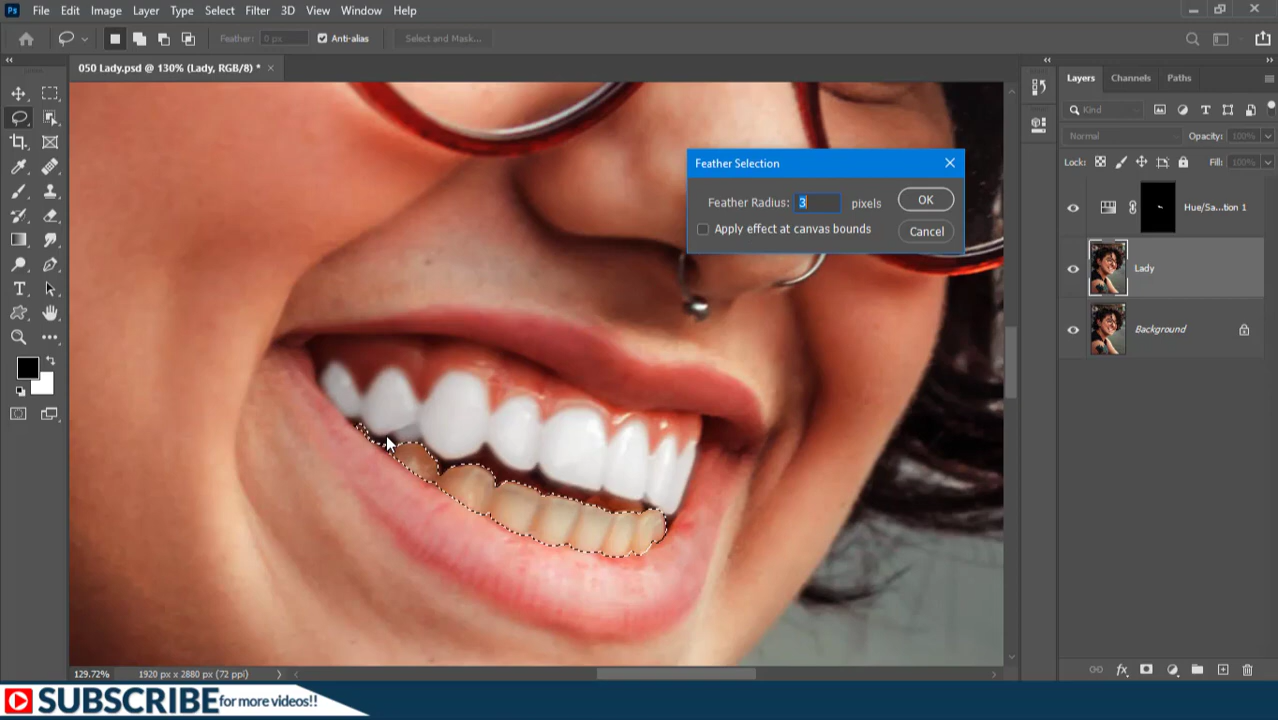 Ps File Edit Image Layer Type Select Filter 3D View Window Help
Feather: 0 px Anti-alias Select and Mask...
050 Lady.psd @ 130% (Lady, RGB/8) *
Layers Channels Paths
Kind
Normal Opacity: 100%
Lock: Fill: 100%
Feather Selection
Feather Radius: 3 pixels OK
Apply effect at canvas bounds Cancel
Hue/Sa...tion 1
Lady
Background
129.72% 1920 px x 2880 px (72 ppi)
SUBSCRIBE for more videos!!